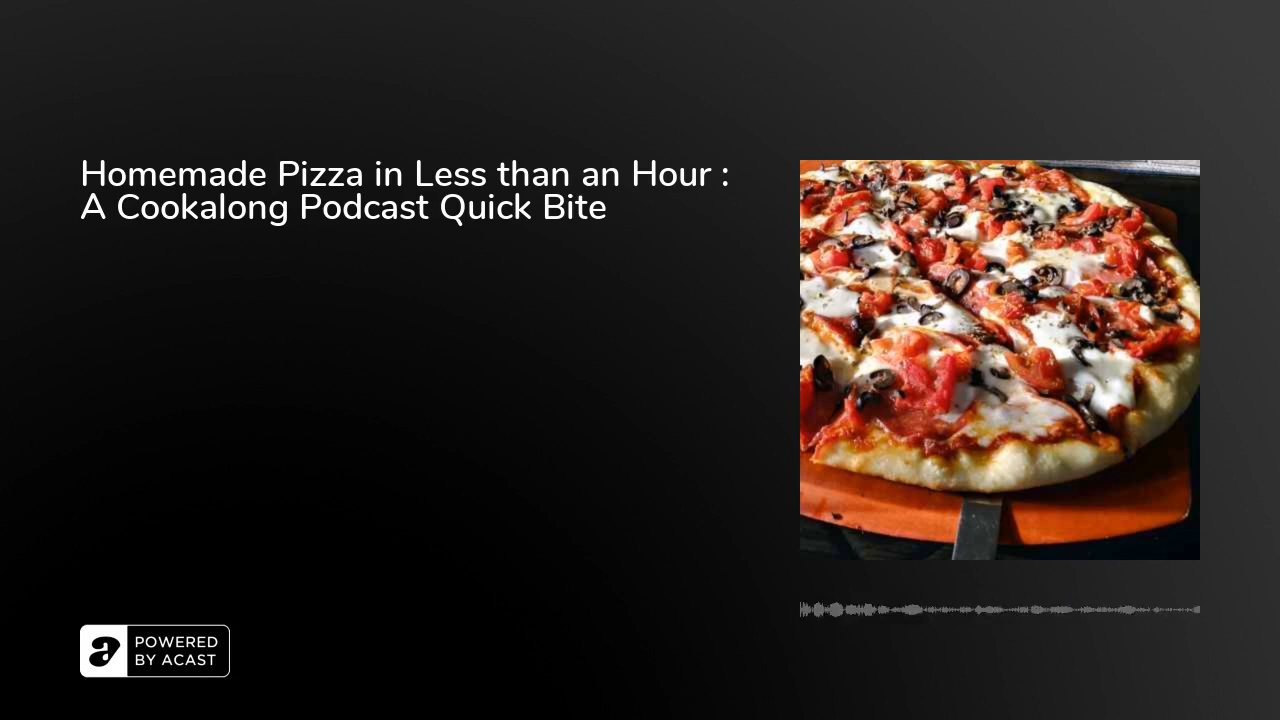 Homemade Pizza in Less than an Hour :
A Cookalong Podcast Quick Bite
POWERED
BY ACAST